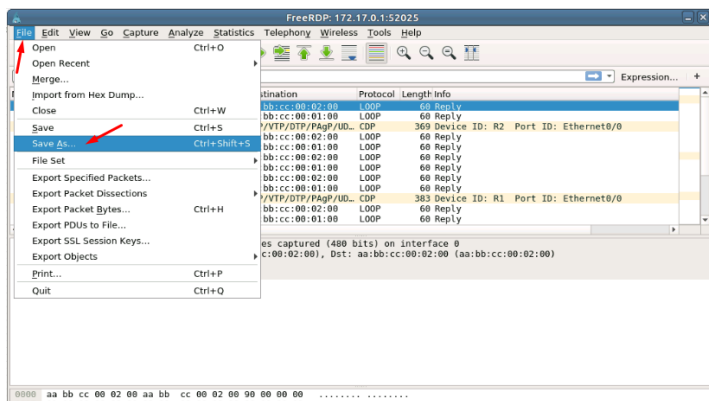 FreeRDP: 172.17.0.1:52025
File Edit View Go Capture Analyze Statistics Telephony Wireless Tools Help
Open Ctrl+O
Open Recent
Merge...
Import from Hex Dump...
Close Ctrl+W
Save Ctrl+S
Save As... Ctrl+Shift+S
File Set
Export Specified Packets...
Export Packet Dissections
Export Packet Bytes... Ctrl+H
Export PDUs to File...
Export SSL Session Keys...
Export Objects
Print... Ctrl+P
Quit Ctrl+Q
Expression... +
stination Protocol Length Info
bb:cc:00:02:00 LOOP 60 Reply
bb:cc:00:01:00 LOOP 60 Reply
/VTP/DTP/PAgP/UD… CDP 369 Device ID: R2 Port ID: Ethernet0/0
bb:cc:00:02:00 LOOP 60 Reply
bb:cc:00:01:00 LOOP 60 Reply
bb:cc:00:02:00 LOOP 60 Reply
bb:cc:00:01:00 LOOP 60 Reply
bb:cc:00:02:00 LOOP 60 Reply
bb:cc:00:01:00 LOOP 60 Reply
/VTP/DTP/PAgP/UD… CDP 383 Device ID: R1 Port ID: Ethernet0/0
bb:cc:00:02:00 LOOP 60 Reply
bb:cc:00:01:00 LOOP 60 Reply
es captured (480 bits) on interface 0
c:00:02:00), Dst: aa:bb:cc:00:02:00 (aa:bb:cc:00:02:00)
0000 aa bb cc 00 02 00 aa bb cc 00 02 00 90 00 00 00 ........ ........